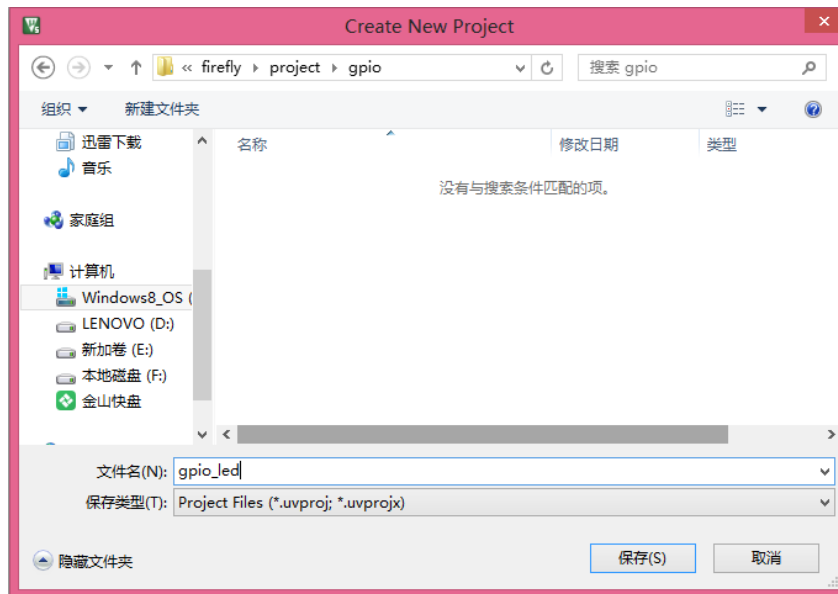 Create New Project
« firefly project gpio
搜索 gpio
组织 新建文件夹
迅雷下载
音乐
家庭组
计算机
Windows8_OS (
LENOVO (D:)
新加卷 (E:)
本地磁盘 (F:)
金山快盘
名称 修改日期 类型
没有与搜索条件匹配的项。
文件名(N): gpio_led
保存类型(T): Project Files (*.uvproj; *.uvprojx)
隐藏文件夹 保存(S) 取消